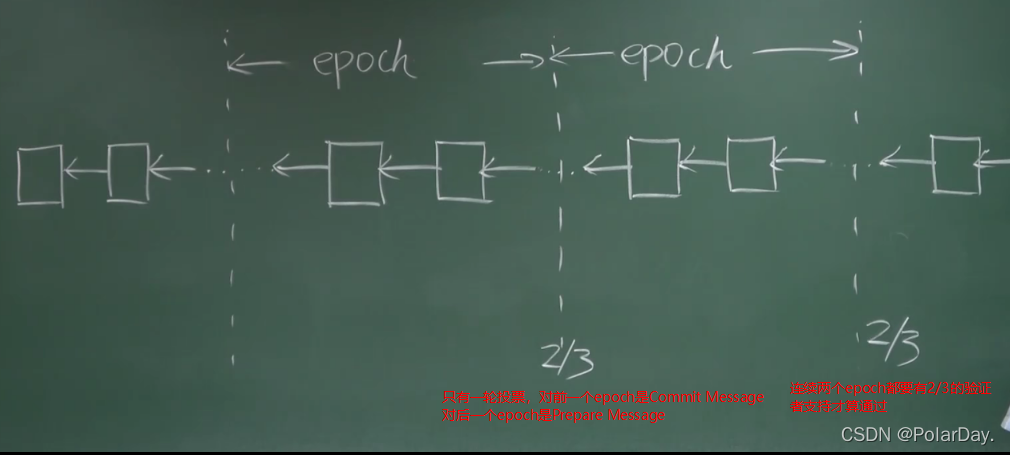 epoch
epoch
2/3
2/3
只有一轮投票，对前一个epoch是Commit Message
对后一个epoch是Prepare Message
连续两个epoch都要有2/3的验证
者支持才算通过
CSDN @PolarDay.